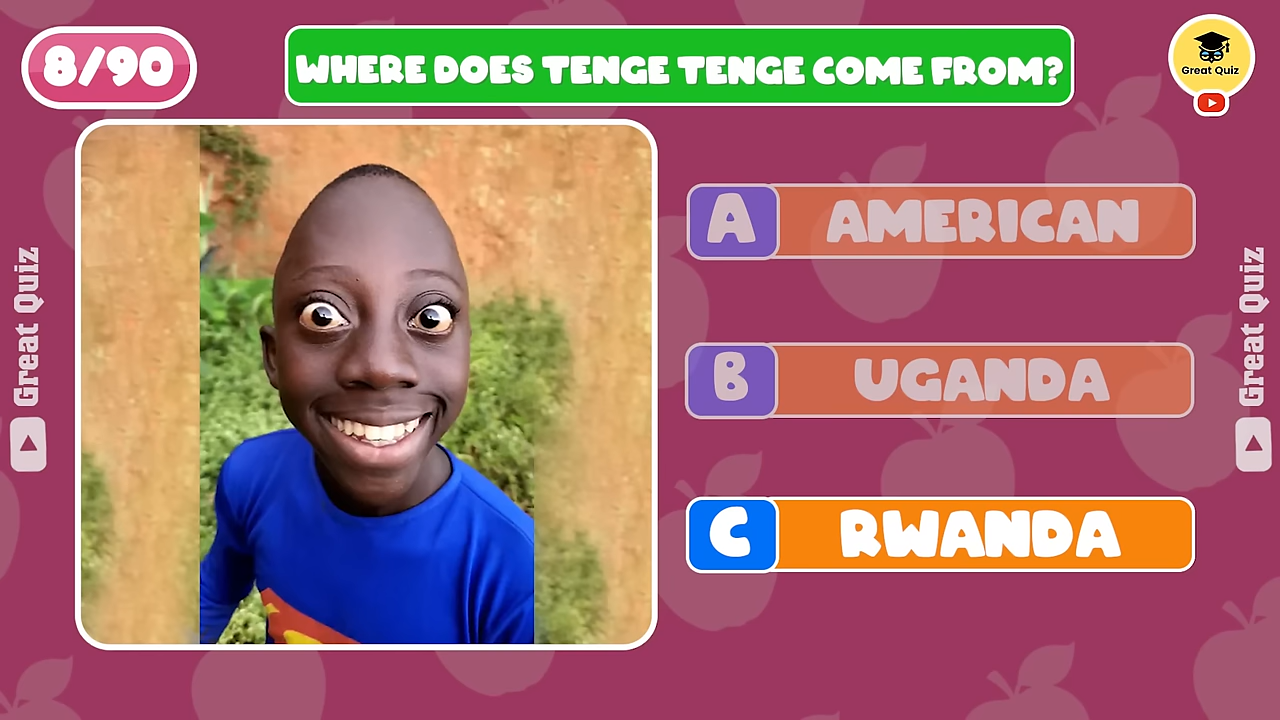 8/90
WHERE DOES TENGE TENGE COME FROM?
Great Quiz
A AMERICAN
B UGANDA
C RWANDA
Great Quiz
Great Quiz